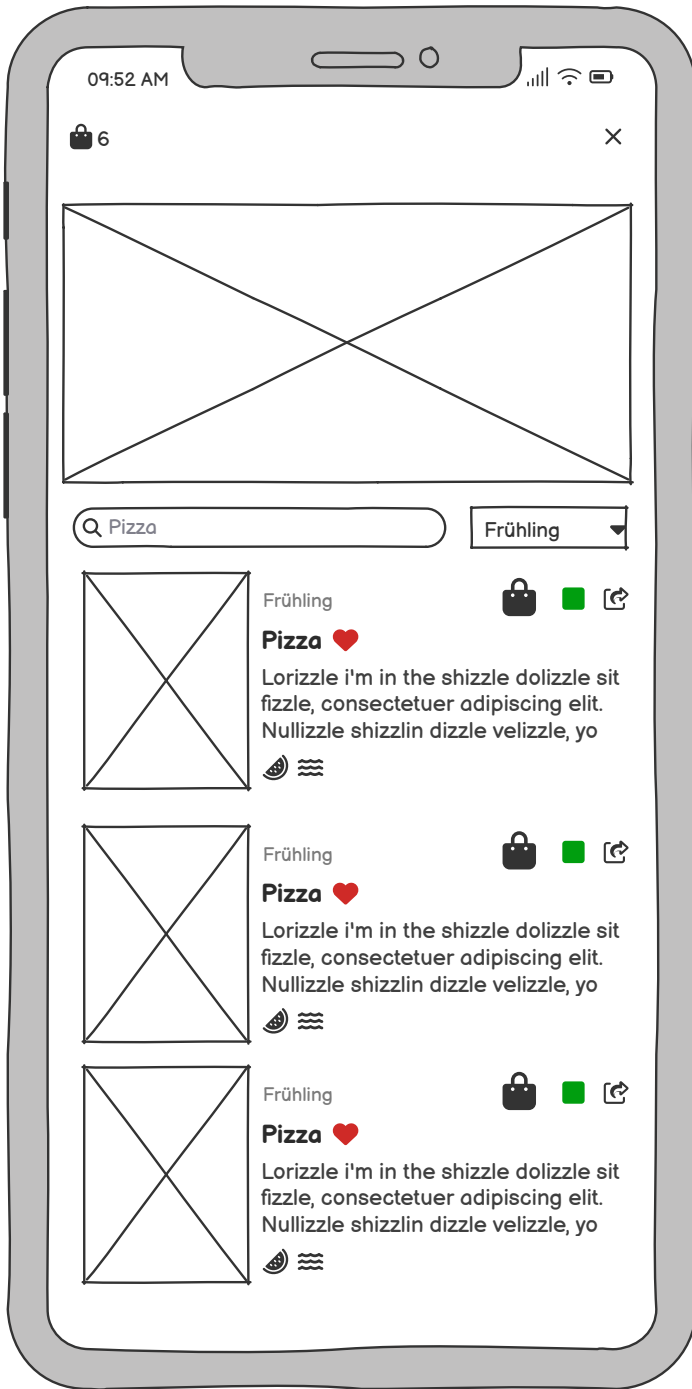 09:52 AM
6
Pizza
Frühling
Frühling
Pizza
Lorizzle i'm in the shizzle dolizzle sit
fizzle, consectetuer adipiscing elit.
Nullizzle shizzlin dizzle velizzle, yo
Frühling
Pizza
Lorizzle i'm in the shizzle dolizzle sit
fizzle, consectetuer adipiscing elit.
Nullizzle shizzlin dizzle velizzle, yo
Frühling
Pizza
Lorizzle i'm in the shizzle dolizzle sit
fizzle, consectetuer adipiscing elit.
Nullizzle shizzlin dizzle velizzle, yo